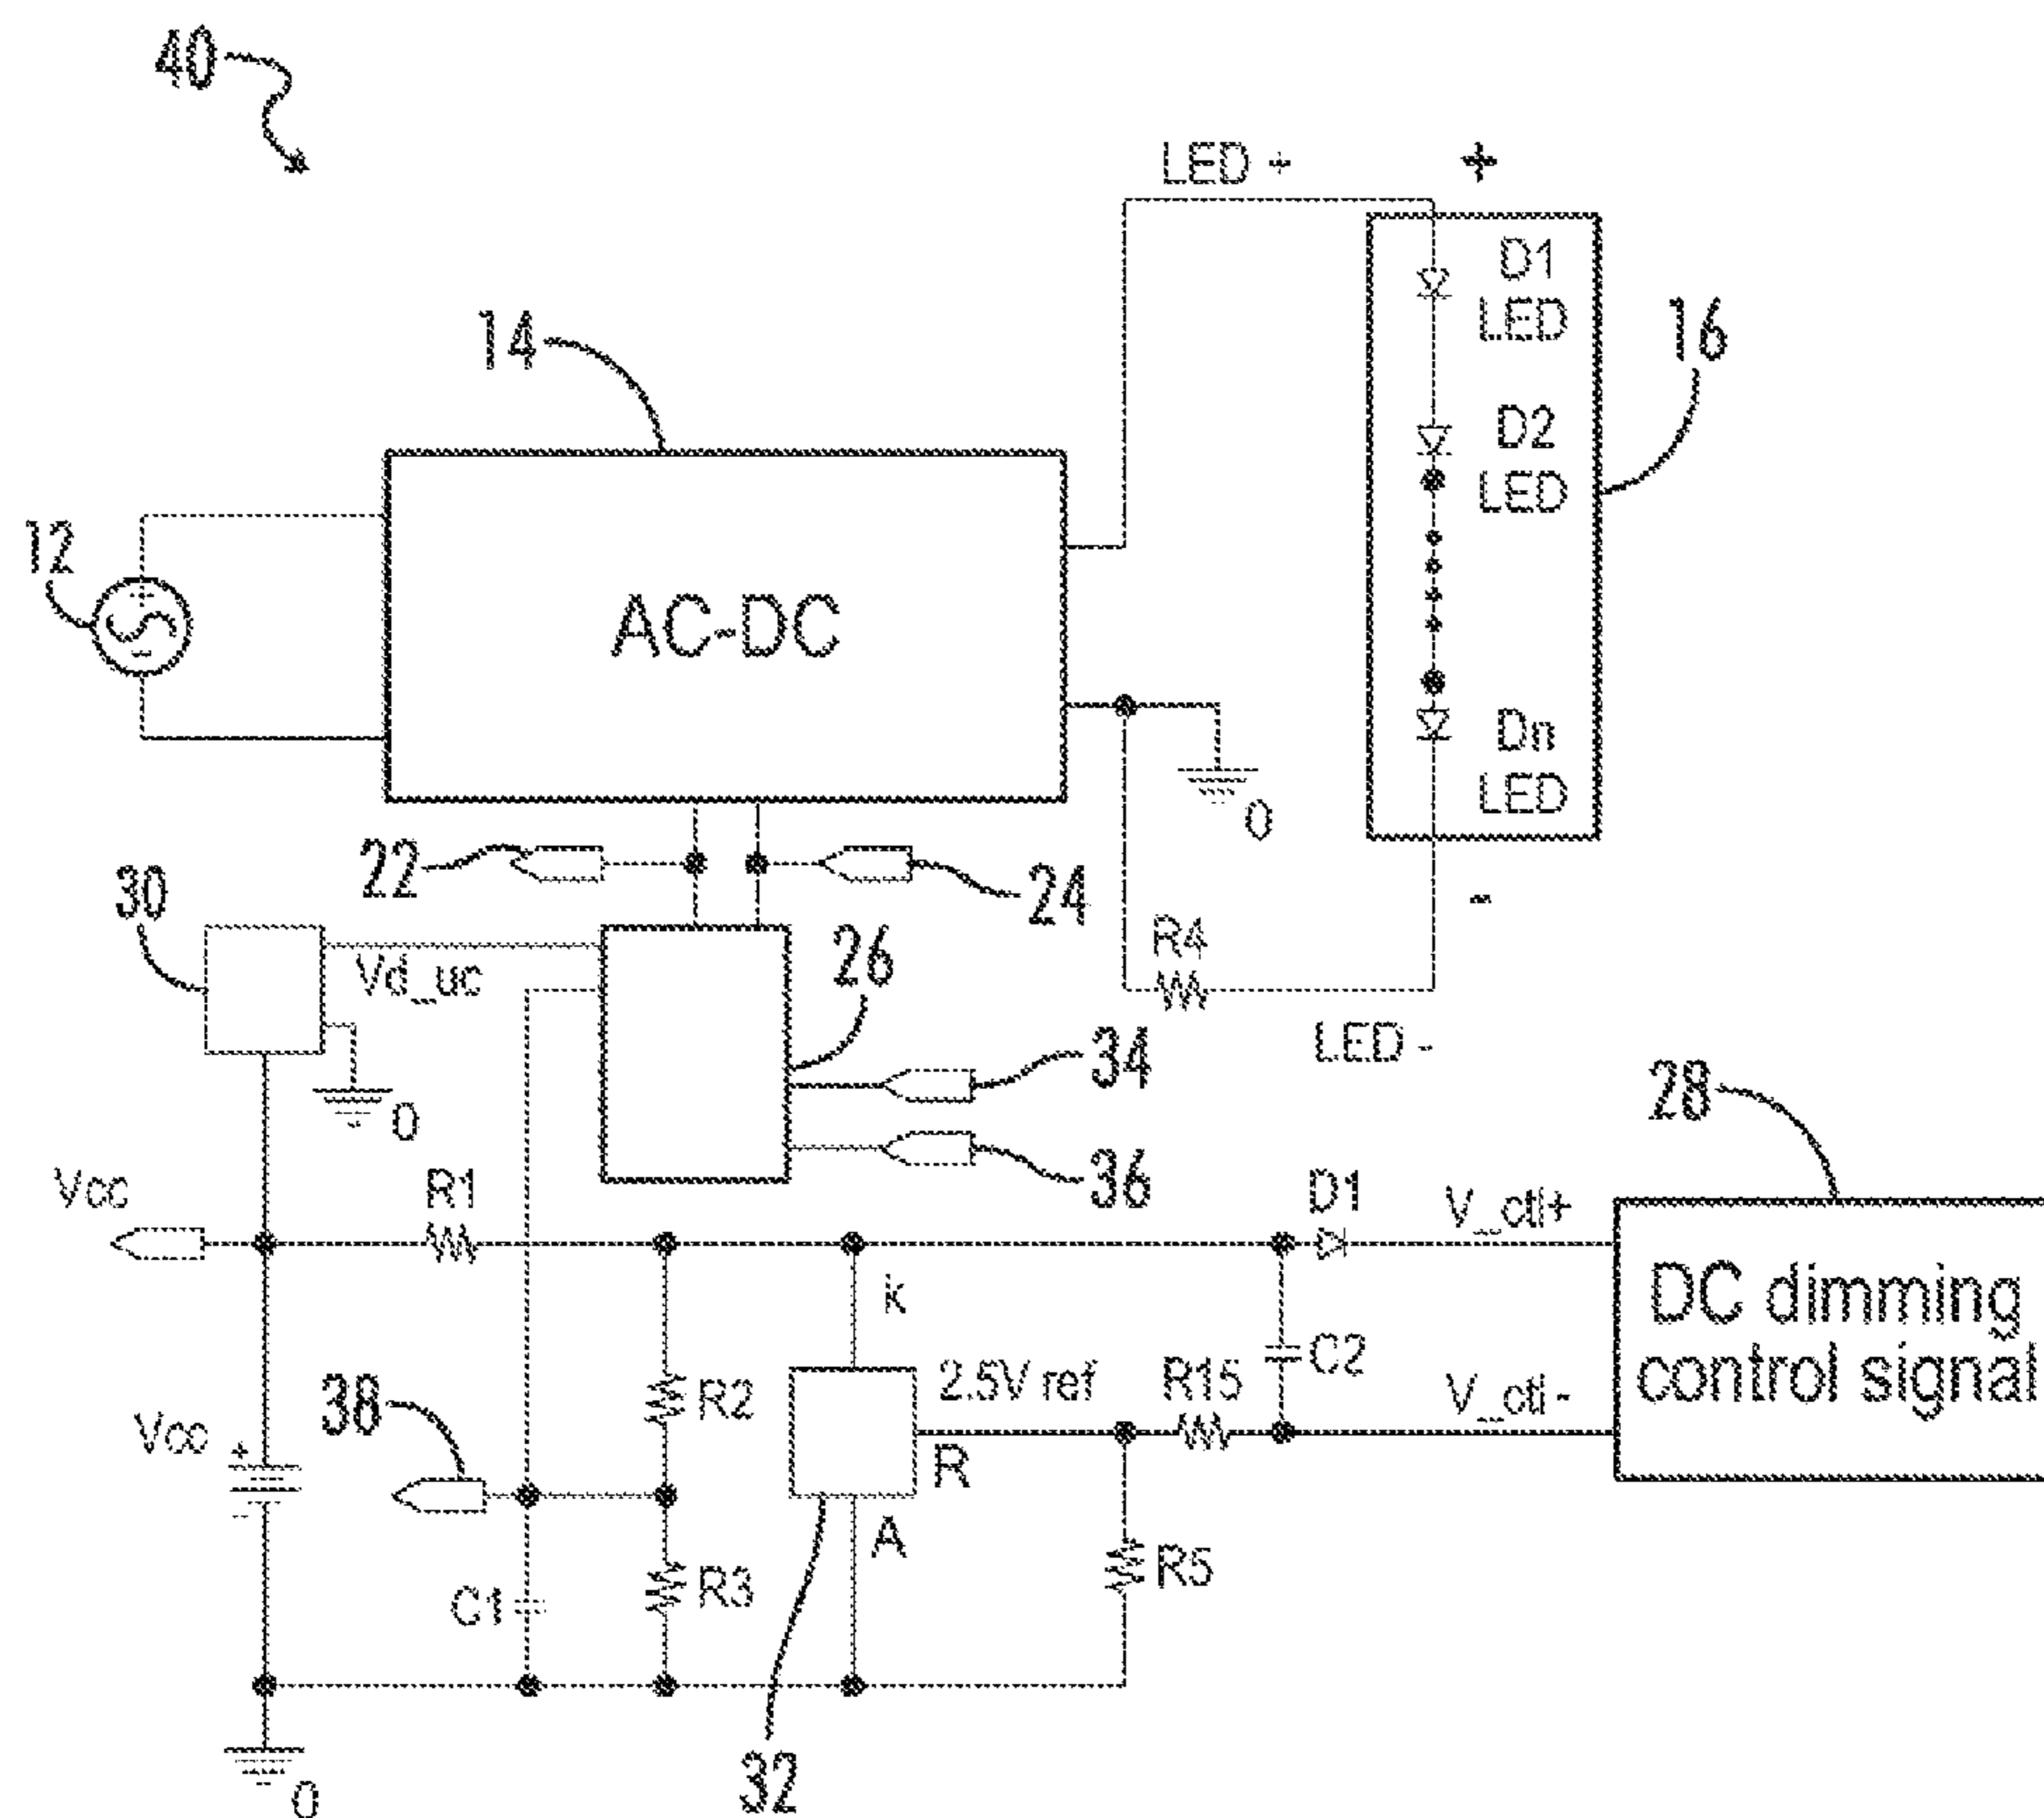 40
LED +
+
D1
LED
14
16
D2
LED
12
AC-DC
Dn
LED
0
22
24
30
-
R4
26
Vd_uc
34
LED -
28
0
36
Vcc
R1
D1
V_ctl+
k
DC dimming
control signal
C2
2.5V ref
R15
V_ctl -
38
R2
Vcc
+
R
-
A
R5
R3
C1
32
0